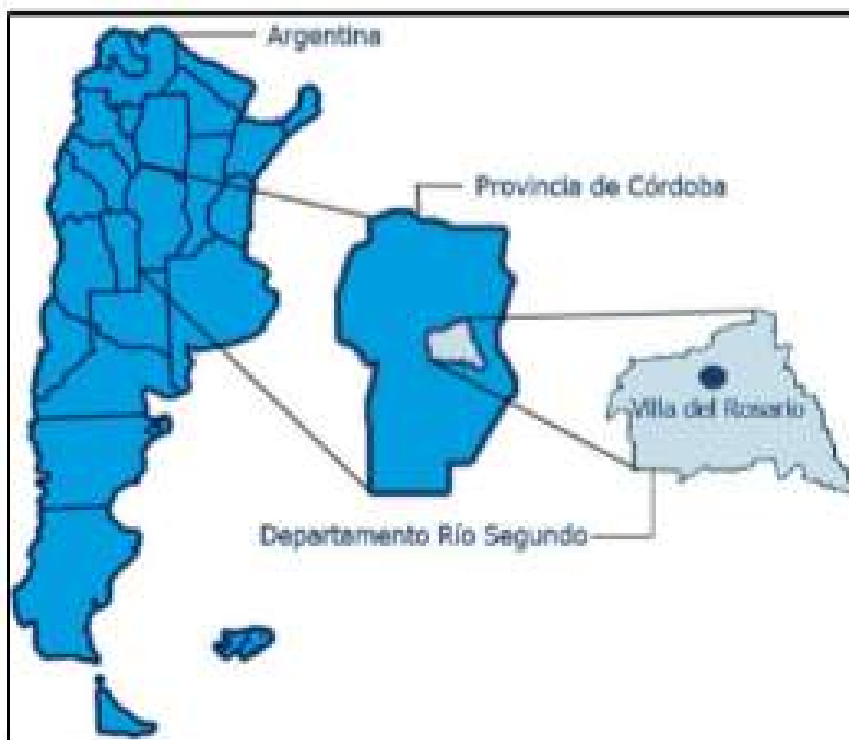 Argentina
Provincia de Córdoba
Villa del Rosario
Departamento Río Segundo